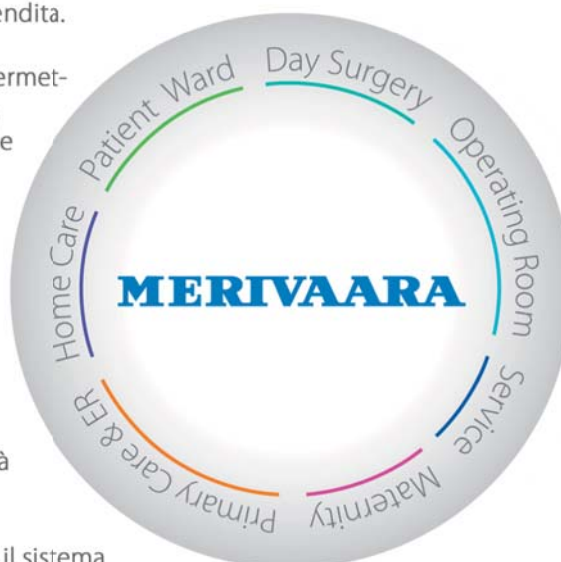 endita.
ermet-
e
à
il sistema
Patient Ward
Day Surgery
Operating Room
Service
Maternity
Primary Care & ER
Home Care
MERIVAARA